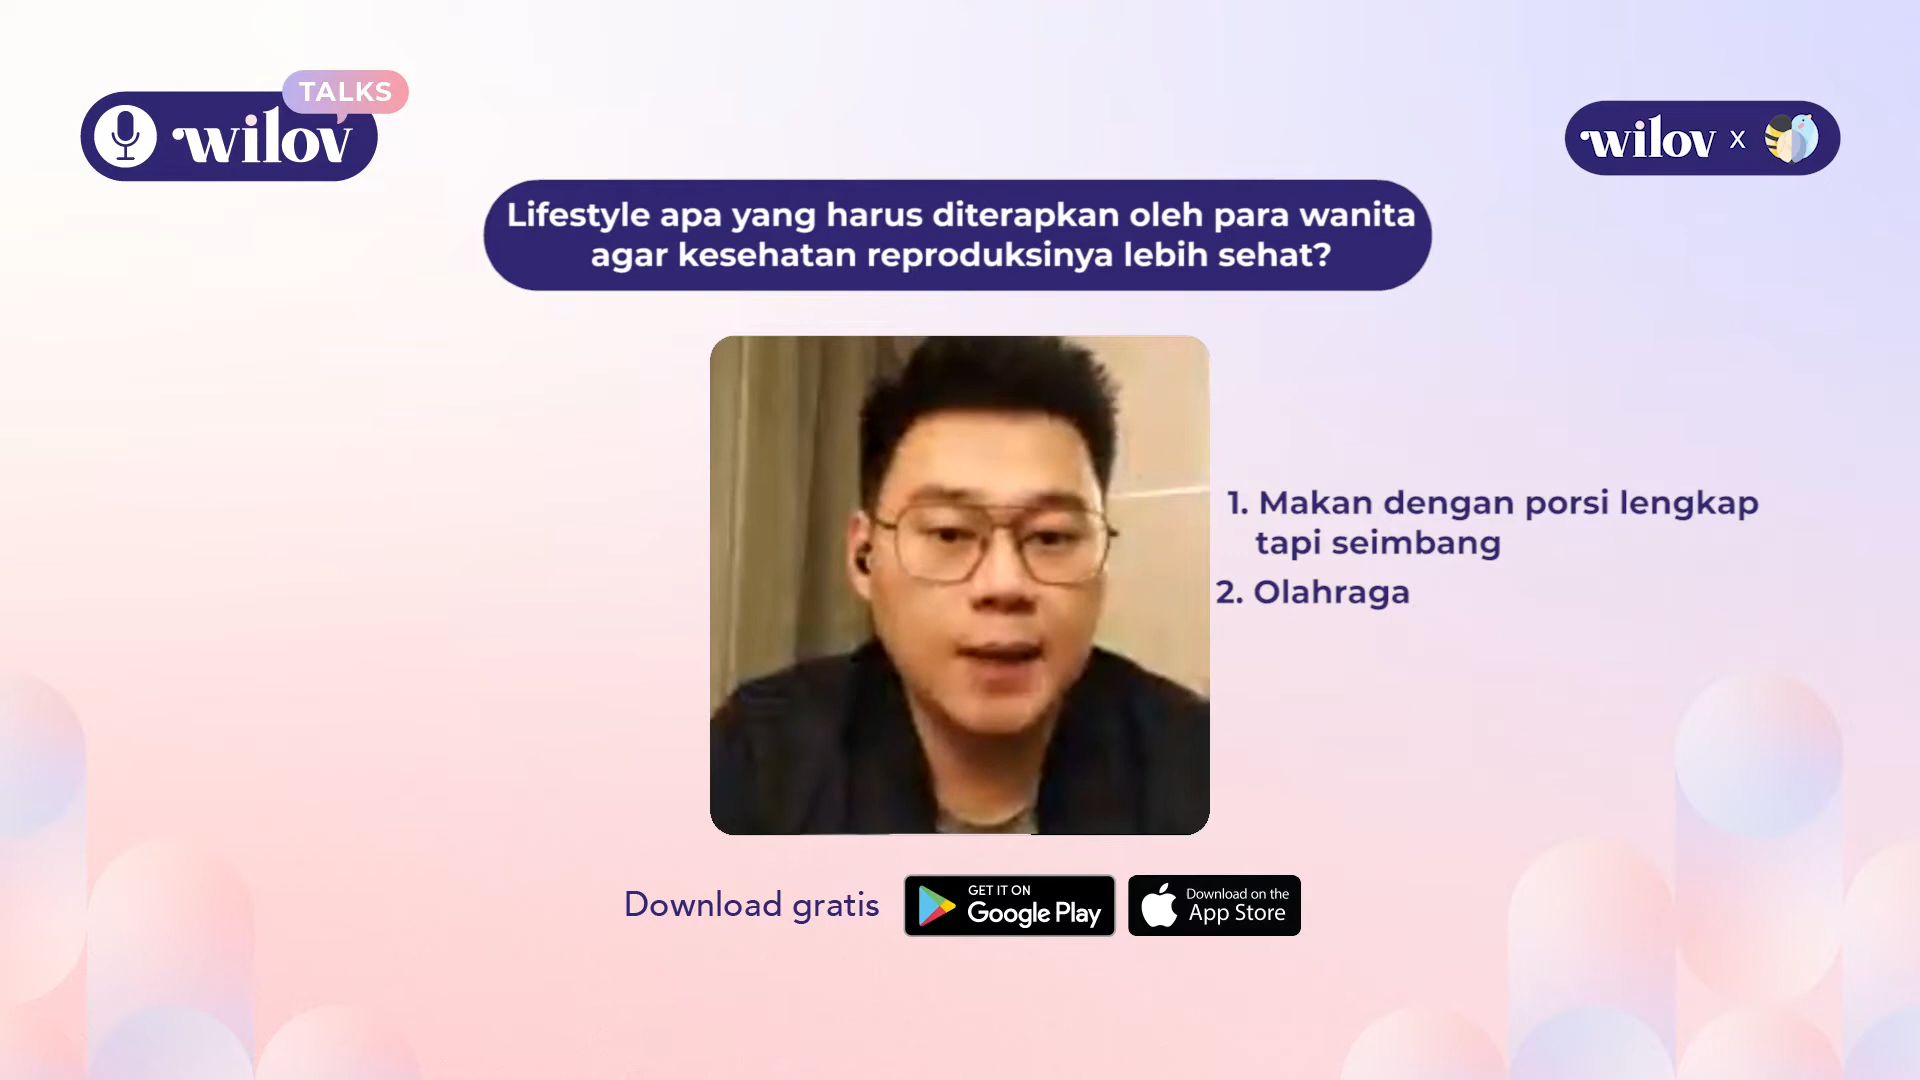 TALKS
wilov
wilov x
Lifestyle apa yang harus diterapkan oleh para wanita
agar kesehatan reproduksinya lebih sehat?
1. Makan dengan porsi lengkap
tapi seimbang
2. Olahraga
Download gratis
GET IT ON
Google Play
Download on the
App Store